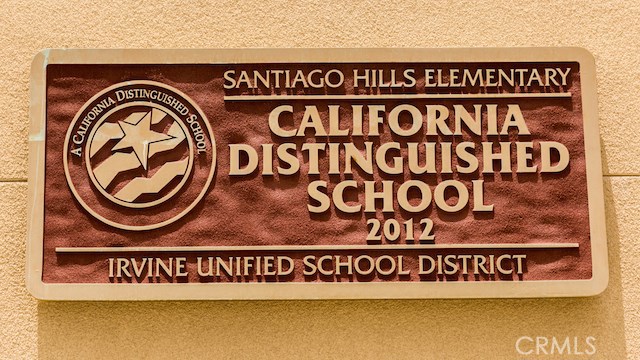 SANTIAGO HILLS ELEMENTARY
A CALIFORNIA DISTINGUISHED SCHOOL
CALIFORNIA
DISTINGUISHED
SCHOOL
2012
IRVINE UNIFIED SCHOOL DISTRICT
CRMLS